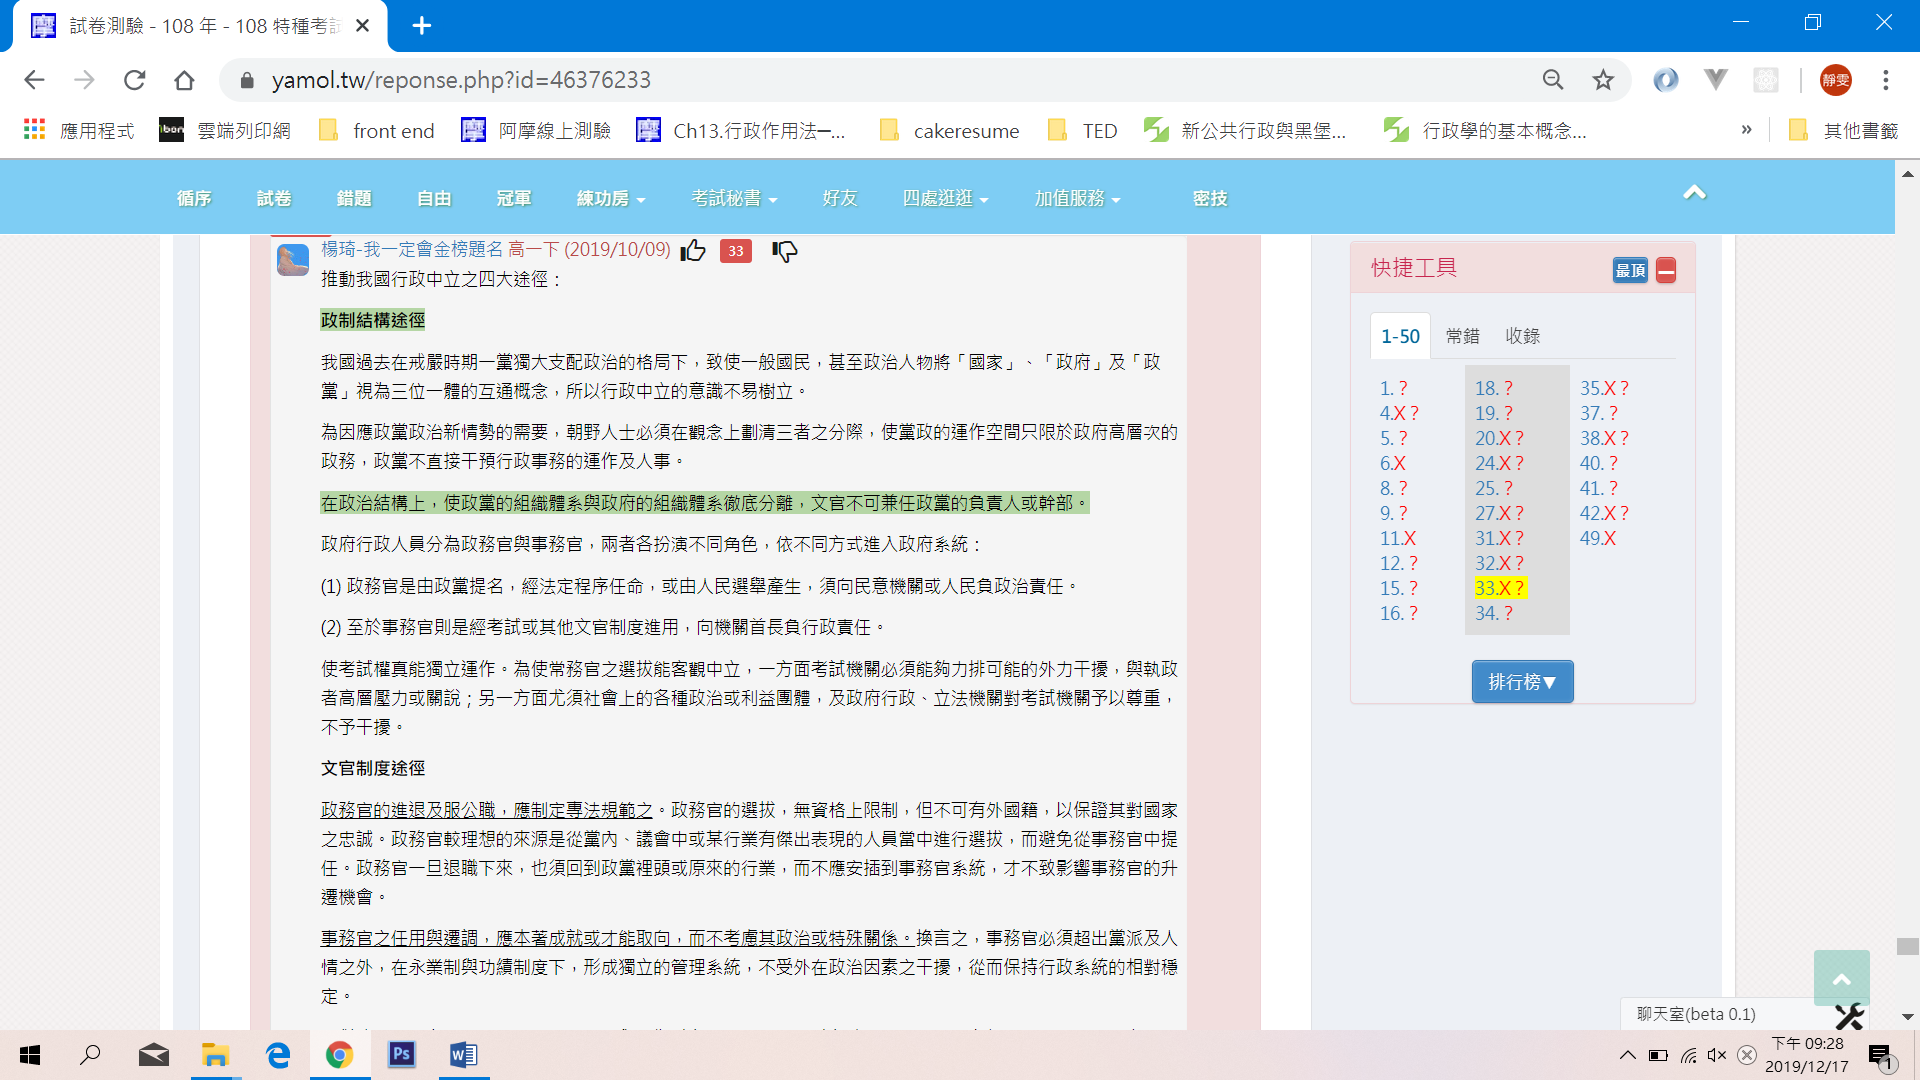 試卷測驗 - 108 年 - 108 特種考試
yamol.tw/reponse.php?id=46376233
靜雯
應用程式
ibon
雲端列印網
front end
阿摩線上測驗
Ch13.行政作用法一...
cakeresume
TED
新公共行政與黑堡...
行政學的基本概念...
»
其他書籤
循序
試卷
錯題
自由
冠軍
練功房
考試秘書
好友
四處逛逛
加值服務
密技
楊琦-我一定會金榜題名 高一下 (2019/10/09)
33
推動我國行政中立之四大途徑：
政制結構途徑
我國過去在戒嚴時期一黨獨大支配政治的格局下，致使一般國民，甚至政治人物將「國家」、「政府」及「政
黨」視為三位一體的互通概念，所以行政中立的意識不易樹立。
為因應政黨政治新情勢的需要，朝野人士必須在觀念上劃清三者之分際，使黨政的運作空間只限於政府高層次的
政務，政黨不直接干預行政事務的運作及人事。
在政治結構上，使政黨的組織體系與政府的組織體系徹底分離，文官不可兼任政黨的負責人或幹部。
政府行政人員分為政務官與事務官，兩者各扮演不同角色，依不同方式進入政府系統：
(1) 政務官是由政黨提名，經法定程序任命，或由人民選舉產生，須向民意機關或人民負政治責任。
(2) 至於事務官則是經考試或其他文官制度進用，向機關首長負行政責任。
使考試權真能獨立運作。為使常務官之選拔能客觀中立，一方面考試機關必須能夠力排可能的外力干擾，與執政
者高層壓力或關說；另一方面尤須社會上的各種政治或利益團體，及政府行政、立法機關對考試機關予以尊重，
不予干擾。
文官制度途徑
政務官的進退及服公職，應制定專法規範之。政務官的選拔，無資格上限制，但不可有外國籍，以保證其對國家
之忠誠。政務官較理想的來源是從黨內、議會中或某行業有傑出表現的人員當中進行選拔，而避免從事務官中提
任。政務官一旦退職下來，也須回到政黨裡頭或原來的行業，而不應安插到事務官系統，才不致影響事務官的升
遷機會。
事務官之任用與遷調，應本著成就或才能取向，而不考慮其政治或特殊關係。換言之，事務官必須超出黨派及人
情之外，在永業制與功績制度下，形成獨立的管理系統，不受外在政治因素之干擾，從而保持行政系統的相對穩
定。
快捷工具
最頂
1-50
常錯
收錄
1. ?
4.X ?
5. ?
6.X
8. ?
9. ?
11.X
12. ?
15. ?
16. ?
18. ?
19. ?
20.X ?
24.X ?
25. ?
27.X ?
31.X ?
32.X ?
33.X ?
34. ?
35.X ?
37. ?
38.X ?
40. ?
41. ?
42.X ?
49.X
排行榜▼
聊天室(beta 0.1)
Ps
下午 09:28
2019/12/17
1